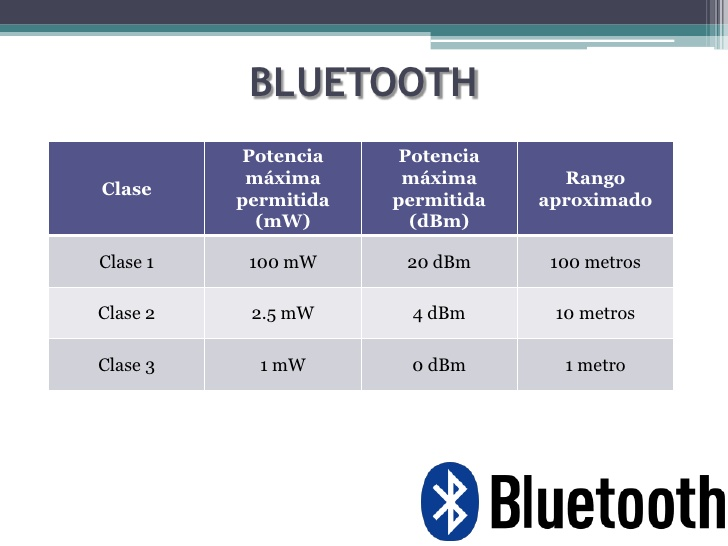 BLUETOOTH
Clase
Potencia
máxima
permitida
(mW)
Potencia
máxima
permitida
(dBm)
Rango
aproximado
Clase 1 100 mW 20 dBm 100 metros
Clase 2 2.5 mW 4 dBm 10 metros
Clase 3 1 mW 0 dBm 1 metro
Bluetooth